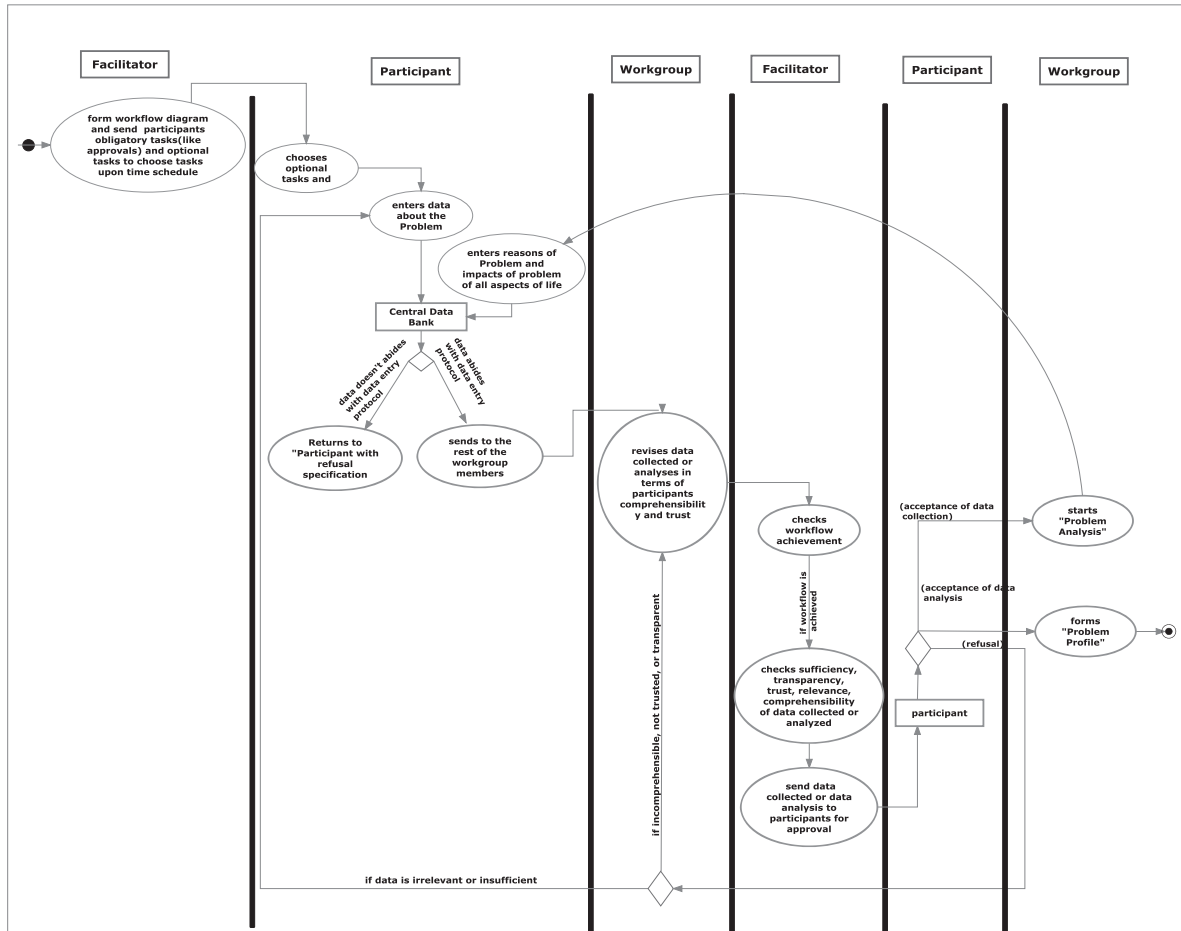 Facilitator
Participant
Workgroup
Facilitator
Participant
Workgroup
form workflow diagram
and send participants
obligatory tasks(like
approvals) and optional
tasks to choose tasks
upon time schedule
chooses
optional
tasks and
enters data
about the
Problem
enters reasons of
Problem and
impacts of problem
of all aspects of life
Central Data
Bank
data doesn't abides
with data entry
protocol
data abides
with data entry
protocol
Returns to
"Participant with
refusal
specification
sends to the
rest of the
workgroup
members
revises data
collected or
analyses in
terms of
participants
comprehensibilit
y and trust
checks
workflow
achievement
if workflow is
achieved
checks sufficiency,
transparency,
trust, relevance,
comprehensibility
of data collected or
analyzed
send data
collected or data
analysis to
participants for
approval
participant
(acceptance of data
collection)
(acceptance of data
analysis
(refusal)
starts
"Problem
Analysis"
forms
"Problem
Profile"
if incomprehensible, not trusted, or transparent
if data is irrelevant or insufficient